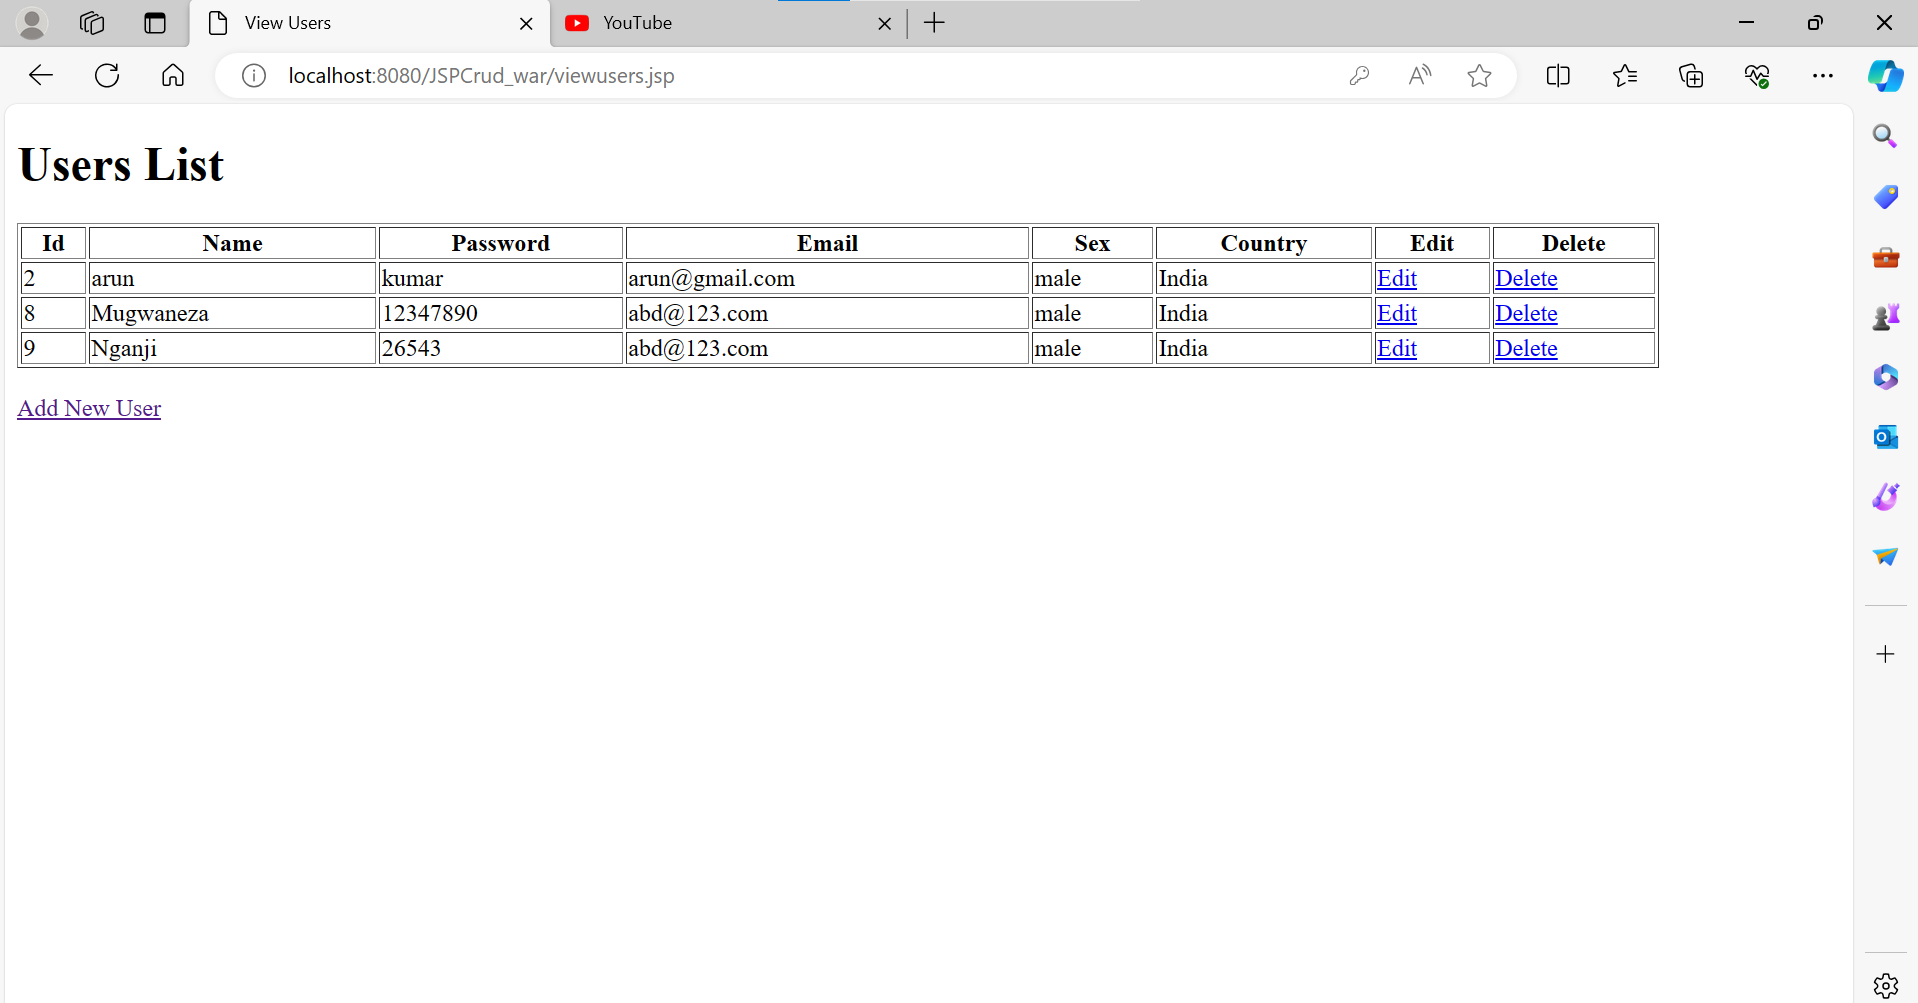 View Users
YouTube
localhost:8080/JSPCrud_war/viewusers.jsp
Users List
Id Name Password Email Sex Country Edit Delete
2 arun kumar arun@gmail.com male India Edit Delete
8 Mugwaneza 12347890 abd@123.com male India Edit Delete
9 Nganji 26543 abd@123.com male India Edit Delete
Add New User